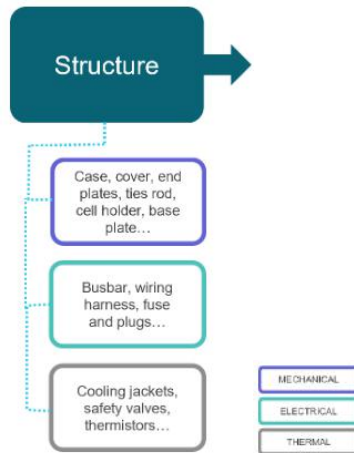 Structure
Case, cover, end
plates, ties rod,
cell holder, base
plate…
Busbar, wiring
harness, fuse
and plugs…
Cooling jackets,
safety valves,
thermistors…
MECHANICAL
ELECTRICAL
THERMAL